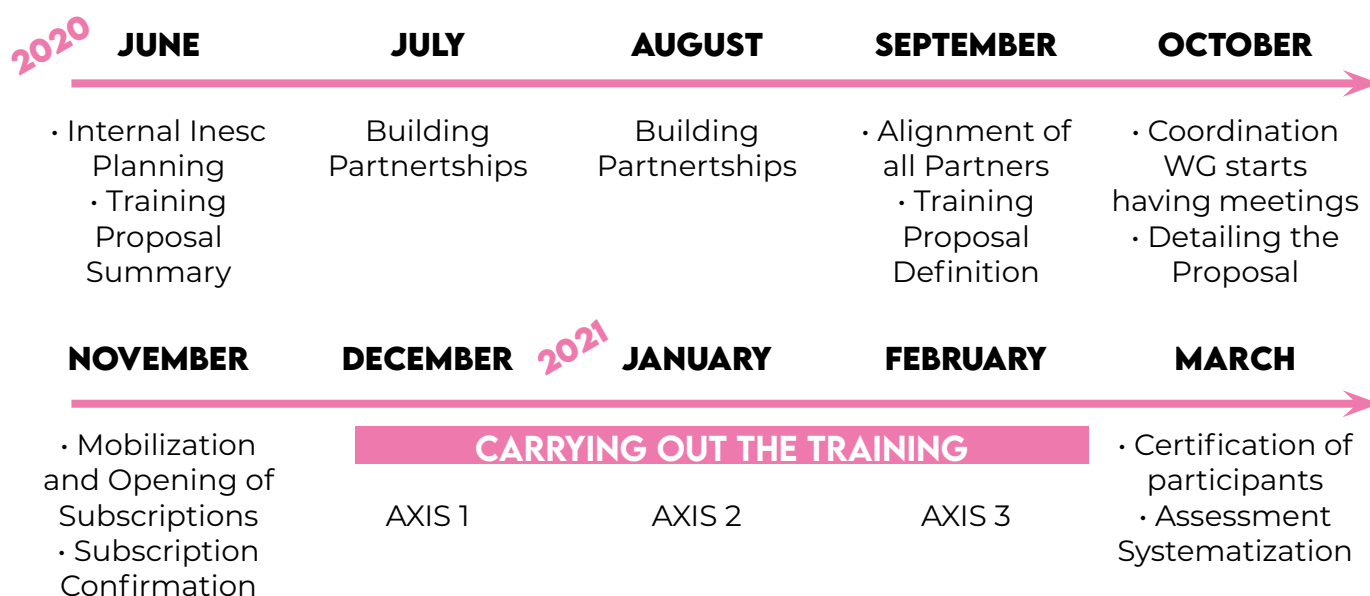 2020
JUNE
JULY
AUGUST
SEPTEMBER
OCTOBER
• Internal Inesc
Planning
• Training
Proposal
Summary
Building
Partnertships
Building
Partnertships
• Alignment of
all Partners
• Training
Proposal
Definition
• Coordination
WG starts
having meetings
• Detailing the
Proposal
NOVEMBER
DECEMBER
2021
JANUARY
FEBRUARY
MARCH
• Mobilization
and Opening of
Subscriptions
• Subscription
Confirmation
CARRYING OUT THE TRAINING
AXIS 1
AXIS 2
AXIS 3
• Certification of
participants
• Assessment
Systematization